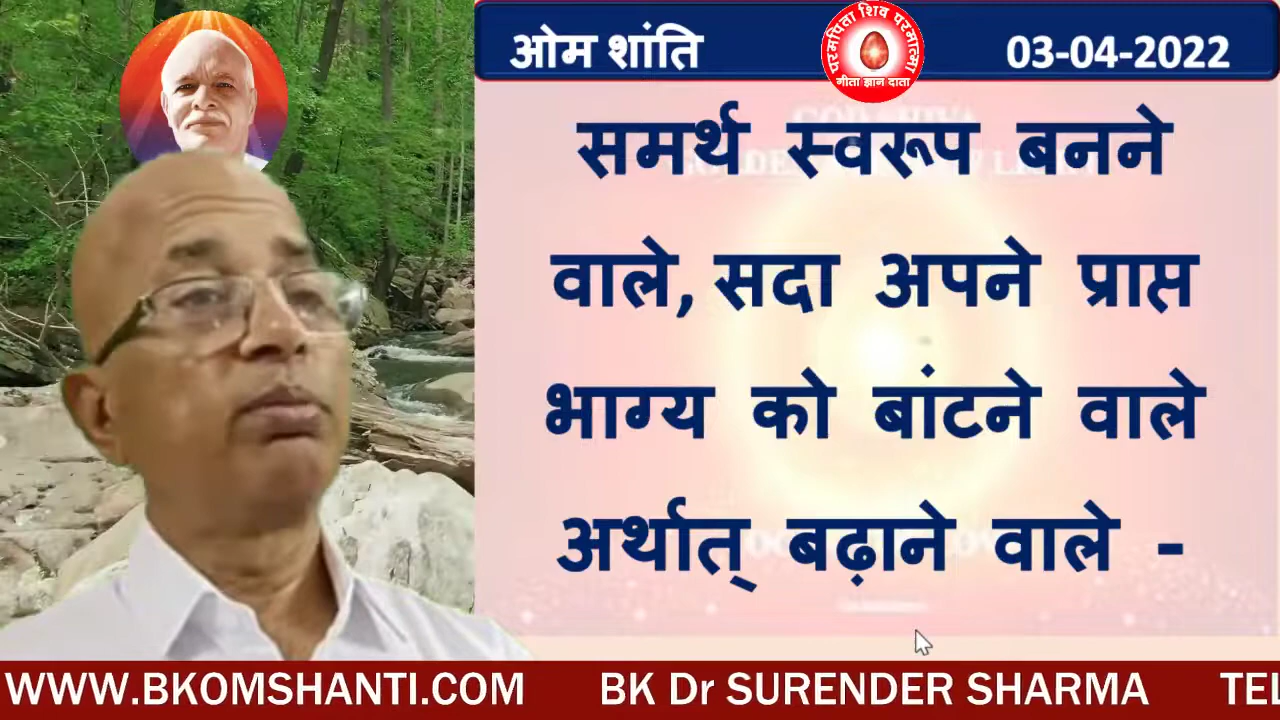 ओम शांति
परमपिता शिव परमात्मा
गीता ज्ञान दाता
03-04-2022
समर्थ स्वरूप बनने
वाले, सदा अपने प्राप्त
भाग्य को बांटने वाले
अर्थात् बढ़ाने वाले -
WWW.BKOMSHANTI.COM BK Dr SURENDER SHARMA TEL